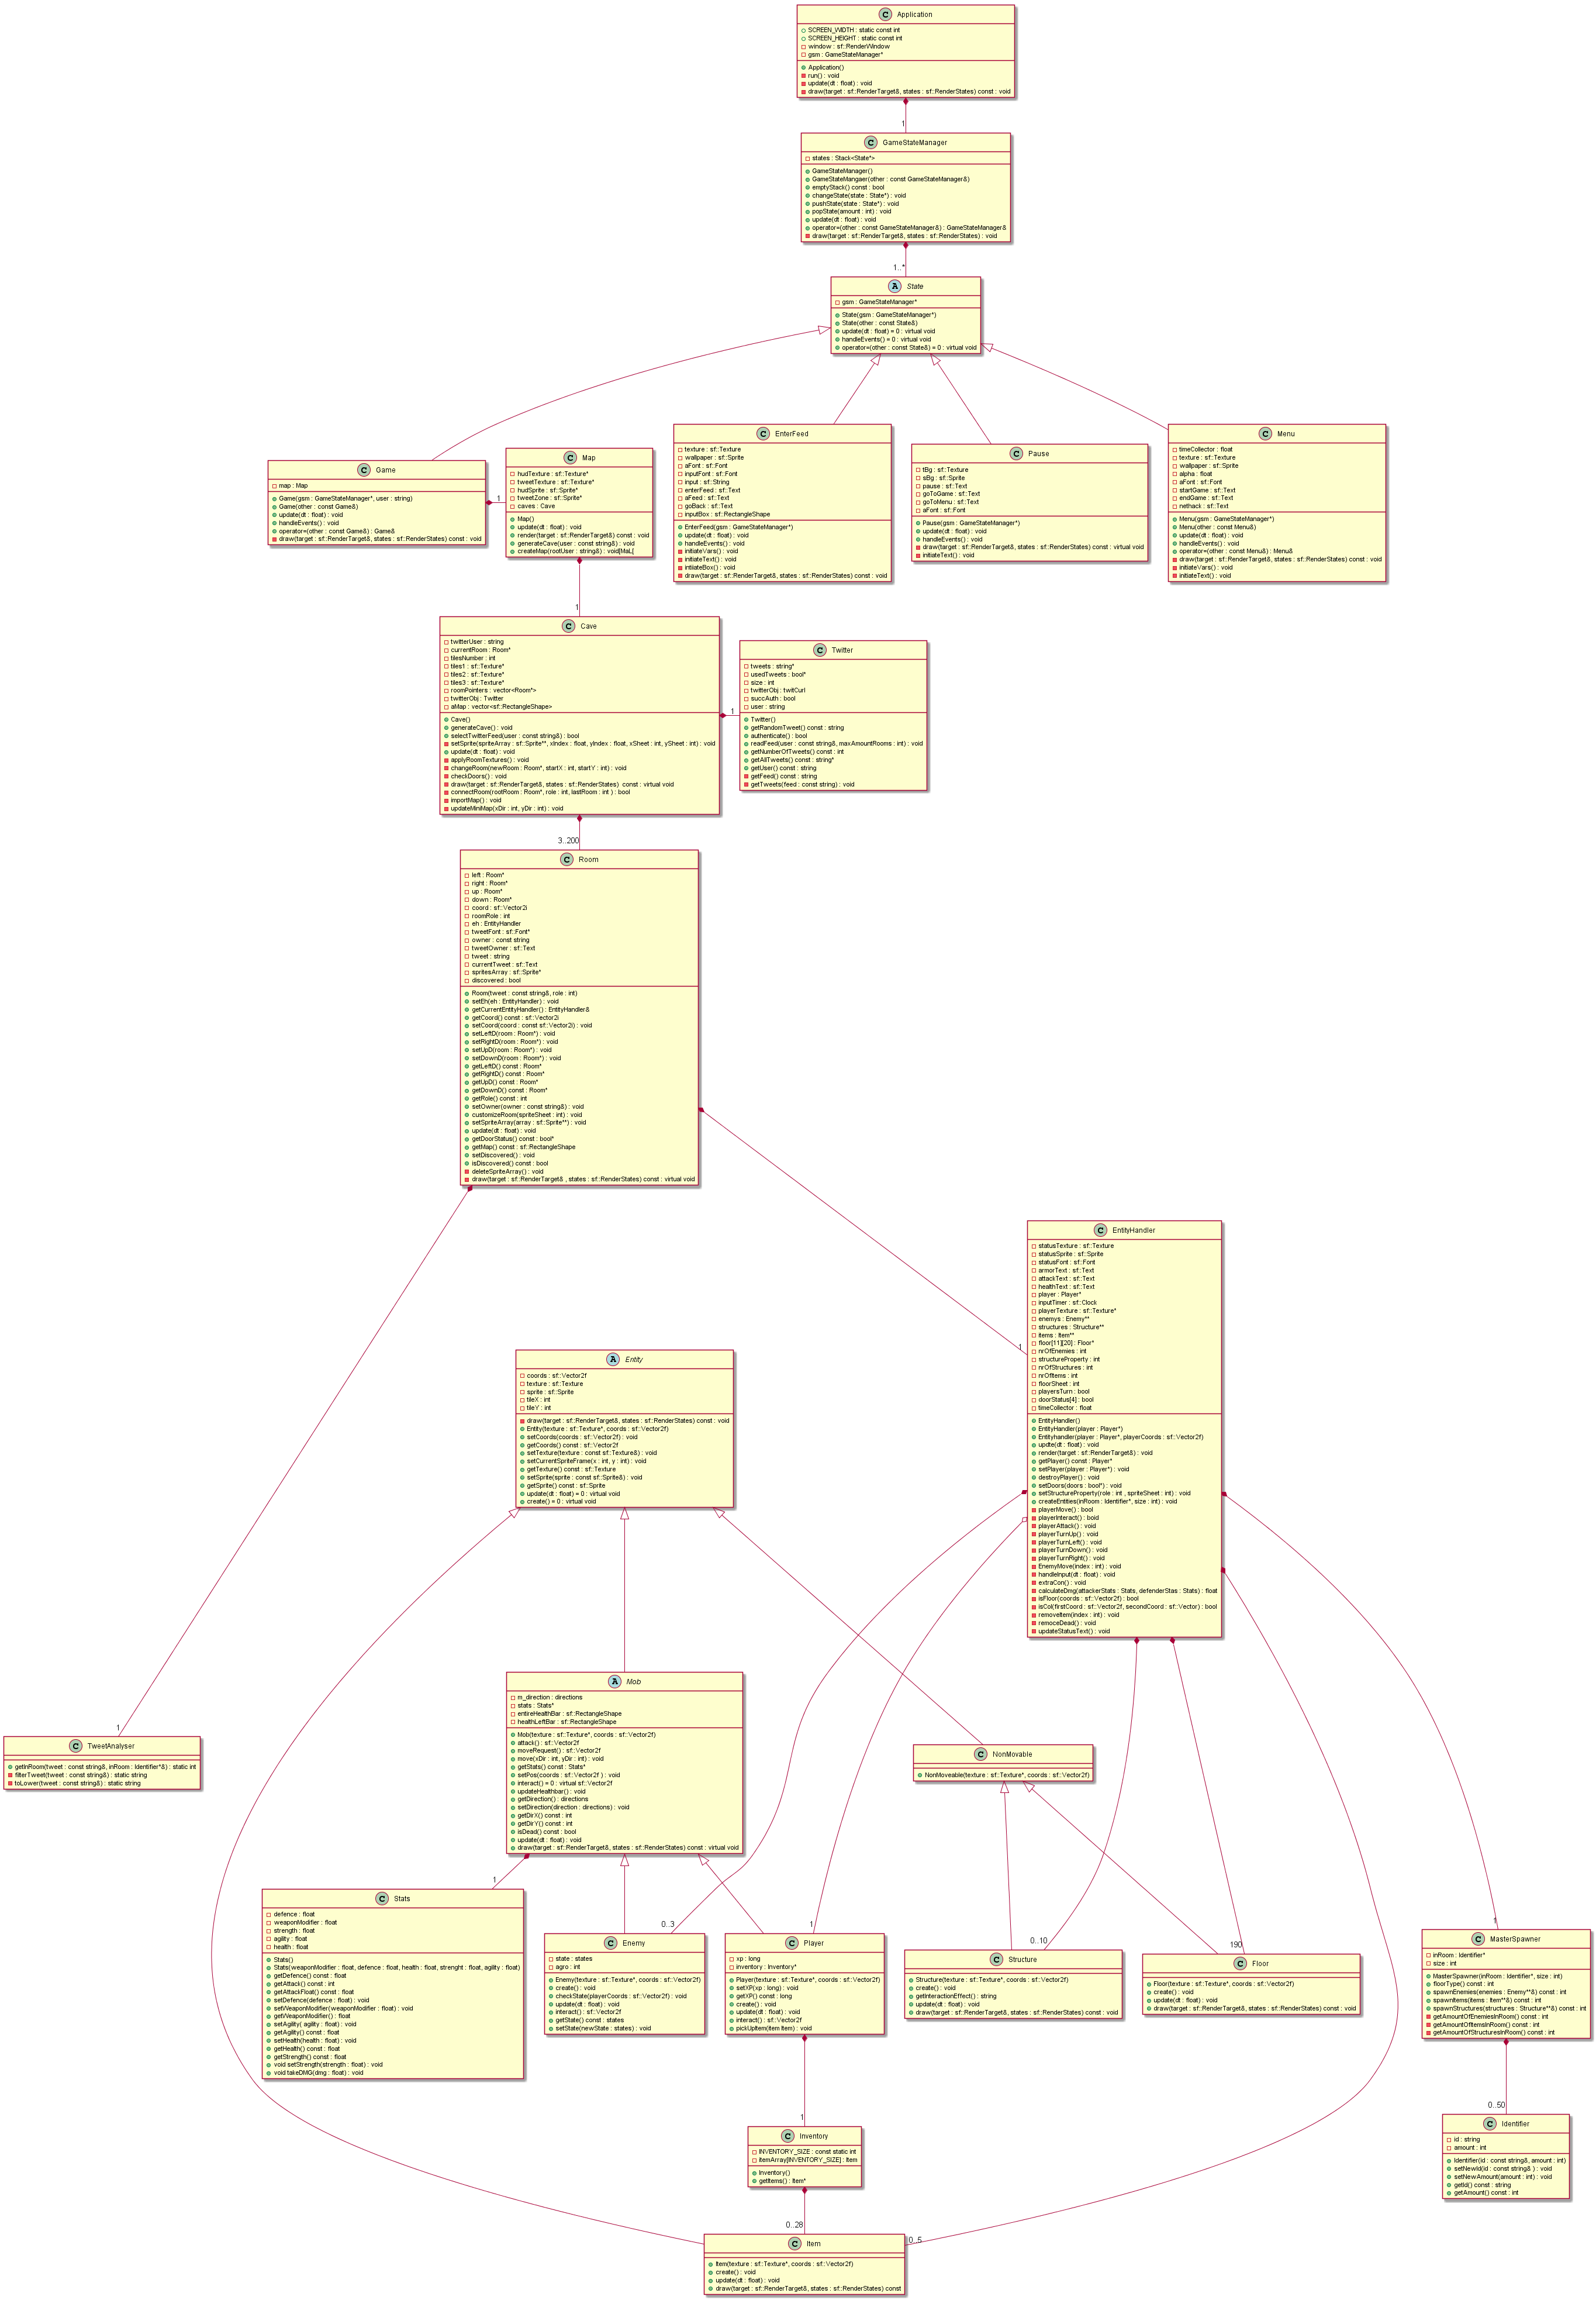 C Application
SCREEN_WIDTH : static const int
SCREEN_HEIGHT : static const int
window : sf::RenderWindow
gsm : GameStateManager*
Application()
run() : void
update(dt : float) : void
draw(target : sf::RenderTarget&, states : sf::RenderStates) const : void
1
C GameStateManager
states : Stack<State*>
GameStateManager()
GameStateMangaer(other : const GameStateManager&)
emptyStack() const : bool
changeState(state : State*) : void
pushState(state : State*) : void
popState(amount : int) : void
update(dt : float) : void
operator=(other : const GameStateManager&) : GameStateManager&
draw(target : sf::RenderTarget&, states : sf::RenderStates) : void
1..*
A State
gsm : GameStateManager*
State(gsm : GameStateManager*)
State(other : const State&)
update(dt : float) = 0 : virtual void
handleEvents() = 0 : virtual void
operator=(other : const State&) = 0 : virtual void
C Game
map : Map
Game(gsm : GameStateManager*, user : string)
Game(other : const Game&)
update(dt : float) : void
handleEvents() : void
operator=(other : const Game&) : Game&
draw(target : sf::RenderTarget&, states : sf::RenderStates) const : void
1
C Map
hudTexture : sf::Texture*
tweetTexture : sf::Texture*
hudSprite : sf::Sprite*
tweetZone : sf::Sprite*
caves : Cave
Map()
update(dt : float) : void
render(target : sf::RenderTarget&) const : void
generateCave(user : const string&) : void
createMap(rootUser : string&) : void[MaL[
C EnterFeed
texture : sf::Texture
wallpaper : sf::Sprite
aFont : sf::Font
inputFont : sf::Font
input : sf::String
enterFeed : sf::Text
aFeed : sf::Text
goBack : sf::Text
inputBox : sf::RectangleShape
EnterFeed(gsm : GameStateManager*)
update(dt : float) : void
handleEvents() : void
initiateVars() : void
initiateText() : void
intiiateBox() : void
draw(target : sf::RenderTarget&, states : sf::RenderStates) const : void
C Pause
tBg : sf::Texture
sBg : sf::Sprite
pause : sf::Text
goToGame : sf::Text
goToMenu : sf::Text
aFont : sf::Font
Pause(gsm : GameStateManager*)
update(dt : float) : void
handleEvents() : void
draw(target : sf::RenderTarget&, states : sf::RenderStates) const : virtual void
initiateText() : void
C Menu
timeCollector : float
texture : sf::Texture
wallpaper : sf::Sprite
alpha : float
aFont : sf::Font
startGame : sf::Text
endGame : sf::Text
nethack : sf::Text
Menu(gsm : GameStateManager*)
Menu(other : const Menu&)
update(dt : float) : void
handleEvents() : void
operator=(other : const Menu&) : Menu&
draw(target : sf::RenderTarget&, states : sf::RenderStates) const : void
initiateVars() : void
initiateText() : void
1
C Cave
twitterUser : string
currentRoom : Room*
tilesNumber : int
tiles1 : sf::Texture*
tiles2 : sf::Texture*
tiles3 : sf::Texture*
roomPointers : vector<Room*>
twitterObj : Twitter
aMap : vector<sf::RectangleShape>
Cave()
generateCave() : void
selectTwitterFeed(user : const string&) : bool
setSprite(spriteArray : sf::Sprite**, xIndex : float, yIndex : float, xSheet : int, ySheet : int) : void
update(dt : float) : void
applyRoomTextures() : void
changeRoom(newRoom : Room*, startX : int, startY : int) : void
checkDoors() : void
draw(target : sf::RenderTarget&, states : sf::RenderStates) const : virtual void
connectRoom(rootRoom : Room*, role : int, lastRoom : int ) : bool
importMap() : void
updateMiniMap(xDir : int, yDir : int) : void
1
C Twitter
tweets : string*
usedTweets : bool*
size : int
twitterObj : twitCurl
succAuth : bool
user : string
Twitter()
getRandomTweet() const : string
authenticate() : bool
readFeed(user : const string&, maxAmountRooms : int) : void
getNumberOfTweets() const : int
getAllTweets() const : string*
getUser() const : string
getFeed() const : string
getTweets(feed : const string) : void
3..200
C Room
left : Room*
right : Room*
up : Room*
down : Room*
coord : sf::Vector2i
roomRole : int
eh : EntityHandler
tweetFont : sf::Font*
owner : const string
tweetOwner : sf::Text
tweet : string
currentTweet : sf::Text
spritesArray : sf::Sprite*
discovered : bool
Room(tweet : const string&, role : int)
setEh(eh : EntityHandler) : void
getCurrentEntityHandler() : EntityHandler&
getCoord() const : sf::Vector2i
setCoord(coord : const sf::Vector2i) : void
setLeftD(room : Room*) : void
setRightD(room : Room*) : void
setUpD(room : Room*) : void
setDownD(room : Room*) : void
getLeftD() const : Room*
getRightD() const : Room*
getUpD() const : Room*
getDownD() const : Room*
getRole() const : int
setOwner(owner : const string&) : void
customizeRoom(spriteSheet : int) : void
setSpriteArray(array : sf::Sprite**) : void
update(dt : float) : void
getDoorStatus() const : bool*
getMap() const : sf::RectangleShape
setDiscovered() : void
isDiscovered() const : bool
deleteSpriteArray() : void
draw(target : sf::RenderTarget& , states : sf::RenderStates) const : virtual void
1
C EntityHandler
statusTexture : sf::Texture
statusSprite : sf::Sprite
statusFont : sf::Font
armorText : sf::Text
attackText : sf::Text
healthText : sf::Text
player : Player*
inputTimer : sf::Clock
playerTexture : sf::Texture*
enemys : Enemy**
structures : Structure**
items : Item**
floor[11][20] : Floor*
nrOfEnemies : int
structureProperty : int
nrOfStructures : int
nrOfItems : int
floorSheet : int
playersTurn : bool
doorStatus[4] : bool
timeCollector : float
EntityHandler()
EntityHandler(player : Player*)
Entityhandler(player : Player*, playerCoords : sf::Vector2f)
updte(dt : float) : void
render(target : sf::RenderTarget&) : void
getPlayer() const : Player*
setPlayer(player : Player*) : void
destroyPlayer() : void
setDoors(doors : bool*) : void
setStructureProperty(role : int , spriteSheet : int) : void
createEntities(inRoom : Identifier*, size : int) : void
playerMove() : bool
playerInteract() : boid
playerAttack() : void
playerTurnUp() : void
playerTurnLeft() : void
playerTurnDown() : void
playerTurnRight() : void
EnemyMove(index : int) : void
handleInput(dt : float) : void
extraCon() : void
calculateDmg(attackerStats : Stats, defenderStas : Stats) : float
isFloor(coords : sf::Vector2f) : bool
isCol(firstCoord : sf::Vector2f, secondCoord : sf::Vector) : bool
removeItem(index : int) : void
remoceDead() : void
updateStatusText() : void
A Entity
coords : sf::Vector2f
texture : sf::Texture
sprite : sf::Sprite
tileX : int
tileY : int
draw(target : sf::RenderTarget&, states : sf::RenderStates) const : void
Entity(texture : sf::Texture*, coords : sf::Vector2f)
setCoords(coords : sf::Vector2f) : void
getCoords() const : sf::Vector2f
setTexture(texture : const sf::Texture&) : void
setCurrentSpriteFrame(x : int, y : int) : void
getTexture() const : sf::Texture
setSprite(sprite : const sf::Sprite&) : void
getSprite() const : sf::Sprite
update(dt : float) = 0 : virtual void
create() = 0 : virtual void
1
C TweetAnalyser
getInRoom(tweet : const string&, inRoom : Identifier*&) : static int
filterTweet(tweet : const string&) : static string
toLower(tweet : const string&) : static string
A Mob
m_direction : directions
stats : Stats*
entireHealthBar : sf::RectangleShape
healthLeftBar : sf::RectangleShape
Mob(texture : sf::Texture*, coords : sf::Vector2f)
attack() : sf::Vector2f
moveRequest() : sf::Vector2f
move(xDir : int, yDir : int) : void
getStats() const : Stats*
setPos(coords : sf::Vector2f ) : void
interact() = 0 : virtual sf::Vector2f
updateHealthbar() : void
getDirection() : directions
setDirection(direction : directions) : void
getDirX() const : int
getDirY() const : int
isDead() const : bool
update(dt : float) : void
draw(target : sf::RenderTarget&, states : sf::RenderStates) const : virtual void
C NonMovable
NonMoveable(texture : sf::Texture*, coords : sf::Vector2f)
1
C Stats
defence : float
weaponModifier : float
strength : float
agility : float
health : float
Stats()
Stats(weaponModifier : float, defence : float, health : float, strenght : float, agility : float)
getDefence() const : float
getAttack() const : int
getAttackFloat() const : float
setDefence(defence : float) : void
setWeaponModifier(weaponModifier : float) : void
getWeaponModifier() : float
setAgility( agility : float) : void
getAgility() const : float
setHealth(health : float) : void
getHealth() const : float
getStrength() const : float
void setStrength(strength : float) : void
void takeDMG(dmg : float) : void
0..3
C Enemy
state : states
agro : int
Enemy(texture : sf::Texture*, coords : sf::Vector2f)
create() : void
checkState(playerCoords : sf::Vector2f) : void
update(dt : float) : void
interact() : sf::Vector2f
getState() const : states
setState(newState : states) : void
1
C Player
xp : long
inventory : Inventory*
Player(texture : sf::Texture*, coords : sf::Vector2f)
setXP(xp : long) : void
getXP() const : long
create() : void
update(dt : float) : void
interact() : sf::Vector2f
pickUpItem(item Item) : void
0..10
C Structure
Structure(texture : sf::Texture*, coords : sf::Vector2f)
create() : void
getInteractionEffect() : string
update(dt : float) : void
draw(target : sf::RenderTarget&, states : sf::RenderStates) const : void
190
C Floor
Floor(texture : sf::Texture*, coords : sf::Vector2f)
create() : void
update(dt : float) : void
draw(target : sf::RenderTarget&, states : sf::RenderStates) const : void
1
C MasterSpawner
inRoom : Identifier*
size : int
MasterSpawner(inRoom : Identifier*, size : int)
floorType() const : int
spawnEnemies(enemies : Enemy**&) const : int
spawnItems(items : Item**&) const : int
spawnStructures(structures : Structure**&) const : int
getAmountOfEnemiesInRoom() const : int
getAmountOfItemsInRoom() const : int
getAmountOfStructuresInRoom() const : int
1
C Inventory
INVENTORY_SIZE : const static int
itemArray[INVENTORY_SIZE] : Item
Inventory()
getItems() : Item*
0..50
C Identifier
id : string
amount : int
Identifier(id : const string&, amount : int)
setNewId(id : const string& ) : void
setNewAmount(amount : int) : void
getId() const : string
getAmount() const : int
0..28
0..5
C Item
Item(texture : sf::Texture*, coords : sf::Vector2f)
create() : void
update(dt : float) : void
draw(target : sf::RenderTarget&, states : sf::RenderStates) const